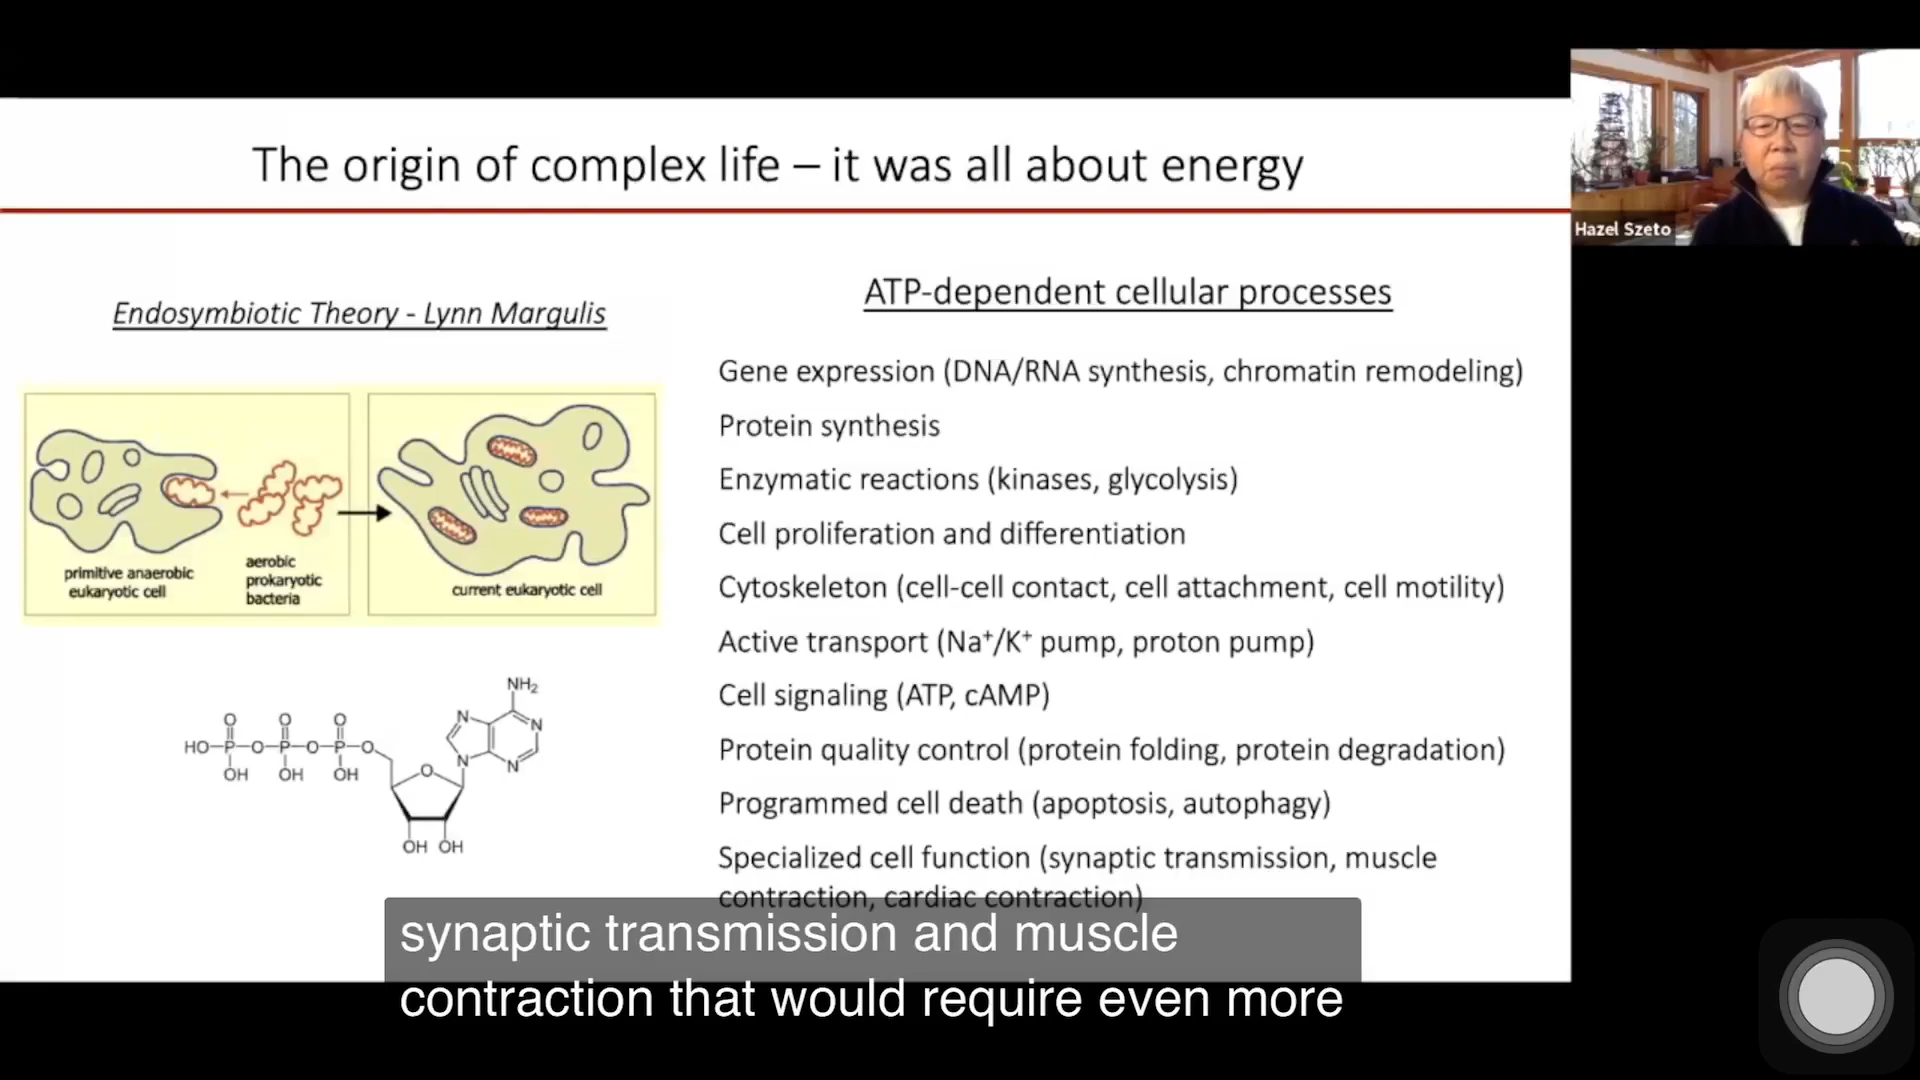 The origin of complex life – it was all about energy
Hazel Szeto
Endosymbiotic Theory - Lynn Margulis
primitive anaerobic
eukaryotic cell
aerobic
prokaryotic
bacteria
current eukaryotic cell
NH₂
N
N
N
N
O
O
O
HO–P–O–P–O–P–O
OH
OH
OH
O
OH
OH
ATP-dependent cellular processes
Gene expression (DNA/RNA synthesis, chromatin remodeling)
Protein synthesis
Enzymatic reactions (kinases, glycolysis)
Cell proliferation and differentiation
Cytoskeleton (cell-cell contact, cell attachment, cell motility)
Active transport (Na⁺/K⁺ pump, proton pump)
Cell signaling (ATP, cAMP)
Protein quality control (protein folding, protein degradation)
Programmed cell death (apoptosis, autophagy)
Specialized cell function (synaptic transmission, muscle
contraction, cardiac contraction)
synaptic transmission and muscle
contraction that would require even more